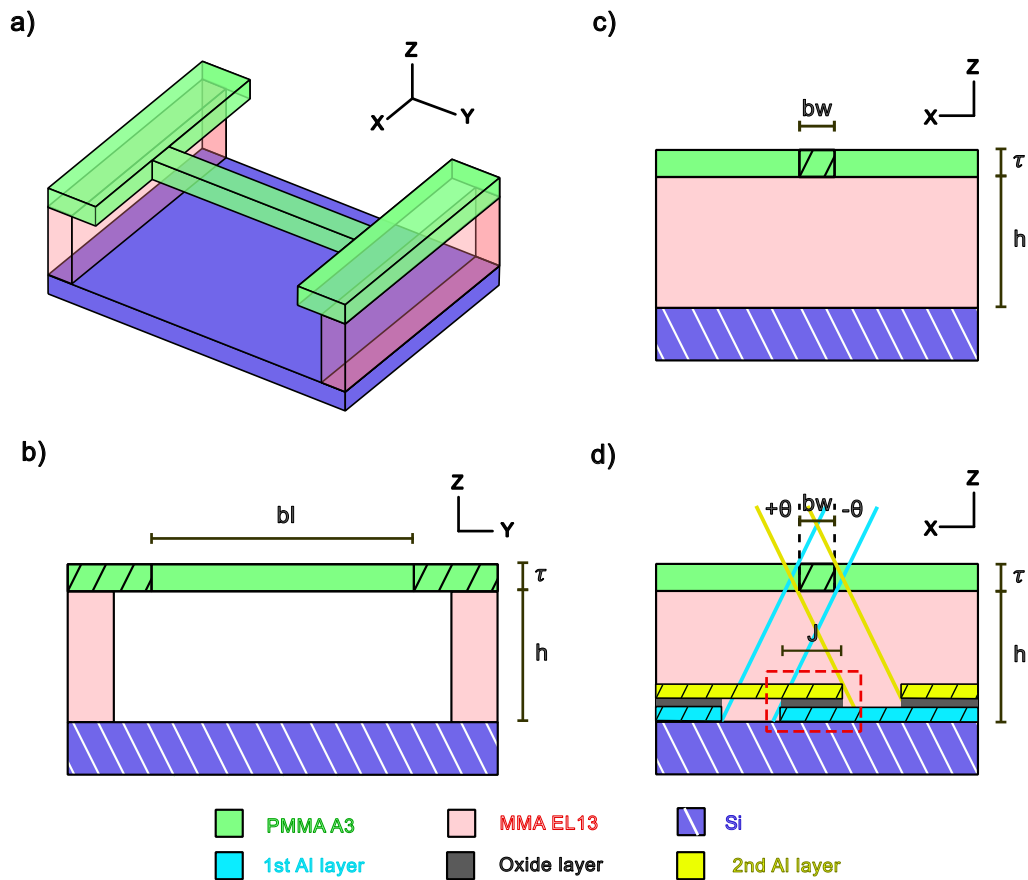 a)
Z
X
Y
c)
Z
X
bw
τ
h
b)
Z
Y
bl
τ
h
d)
Z
X
+θ
bw
-θ
τ
J
h
PMMA A3
MMA EL13
Si
1st Al layer
Oxide layer
2nd Al layer